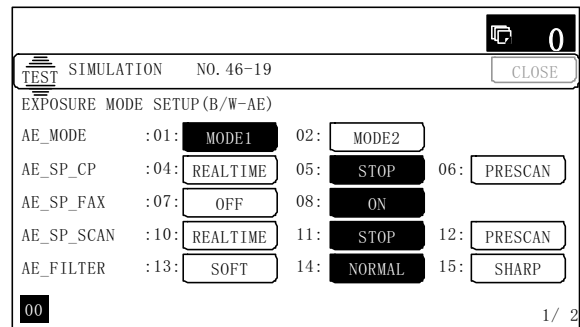 0
TEST SIMULATION NO. 46-19 CLOSE
EXPOSURE MODE SETUP(B/W-AE)
AE_MODE :01: MODE1 02: MODE2
AE_SP_CP :04: REALTIME 05: STOP 06: PRESCAN
AE_SP_FAX :07: OFF 08: ON
AE_SP_SCAN :10: REALTIME 11: STOP 12: PRESCAN
AE_FILTER :13: SOFT 14: NORMAL 15: SHARP
00 1/ 2